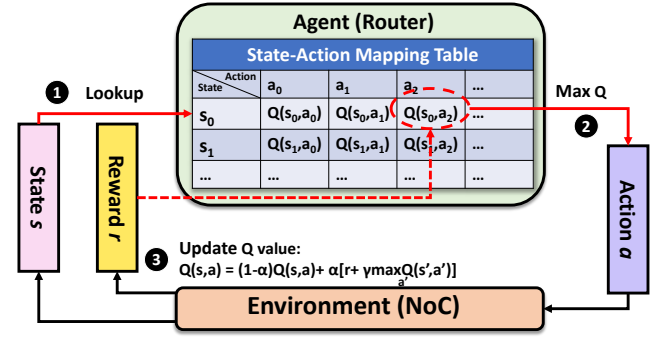 Agent (Router)
State-Action Mapping Table
Action
State
a0 a1 a2 ...
s0 Q(s0,a0) Q(s0,a1) Q(s0,a2) ...
s1 Q(s1,a0) Q(s1,a1) Q(s1,a2) ...
... ... ... ...
1 Lookup
Max Q
2
State s
Reward r
Action a
3 Update Q value:
Q(s,a) = (1-α)Q(s,a)+ α[r+ γmaxQ(s',a')]
a'
Environment (NoC)